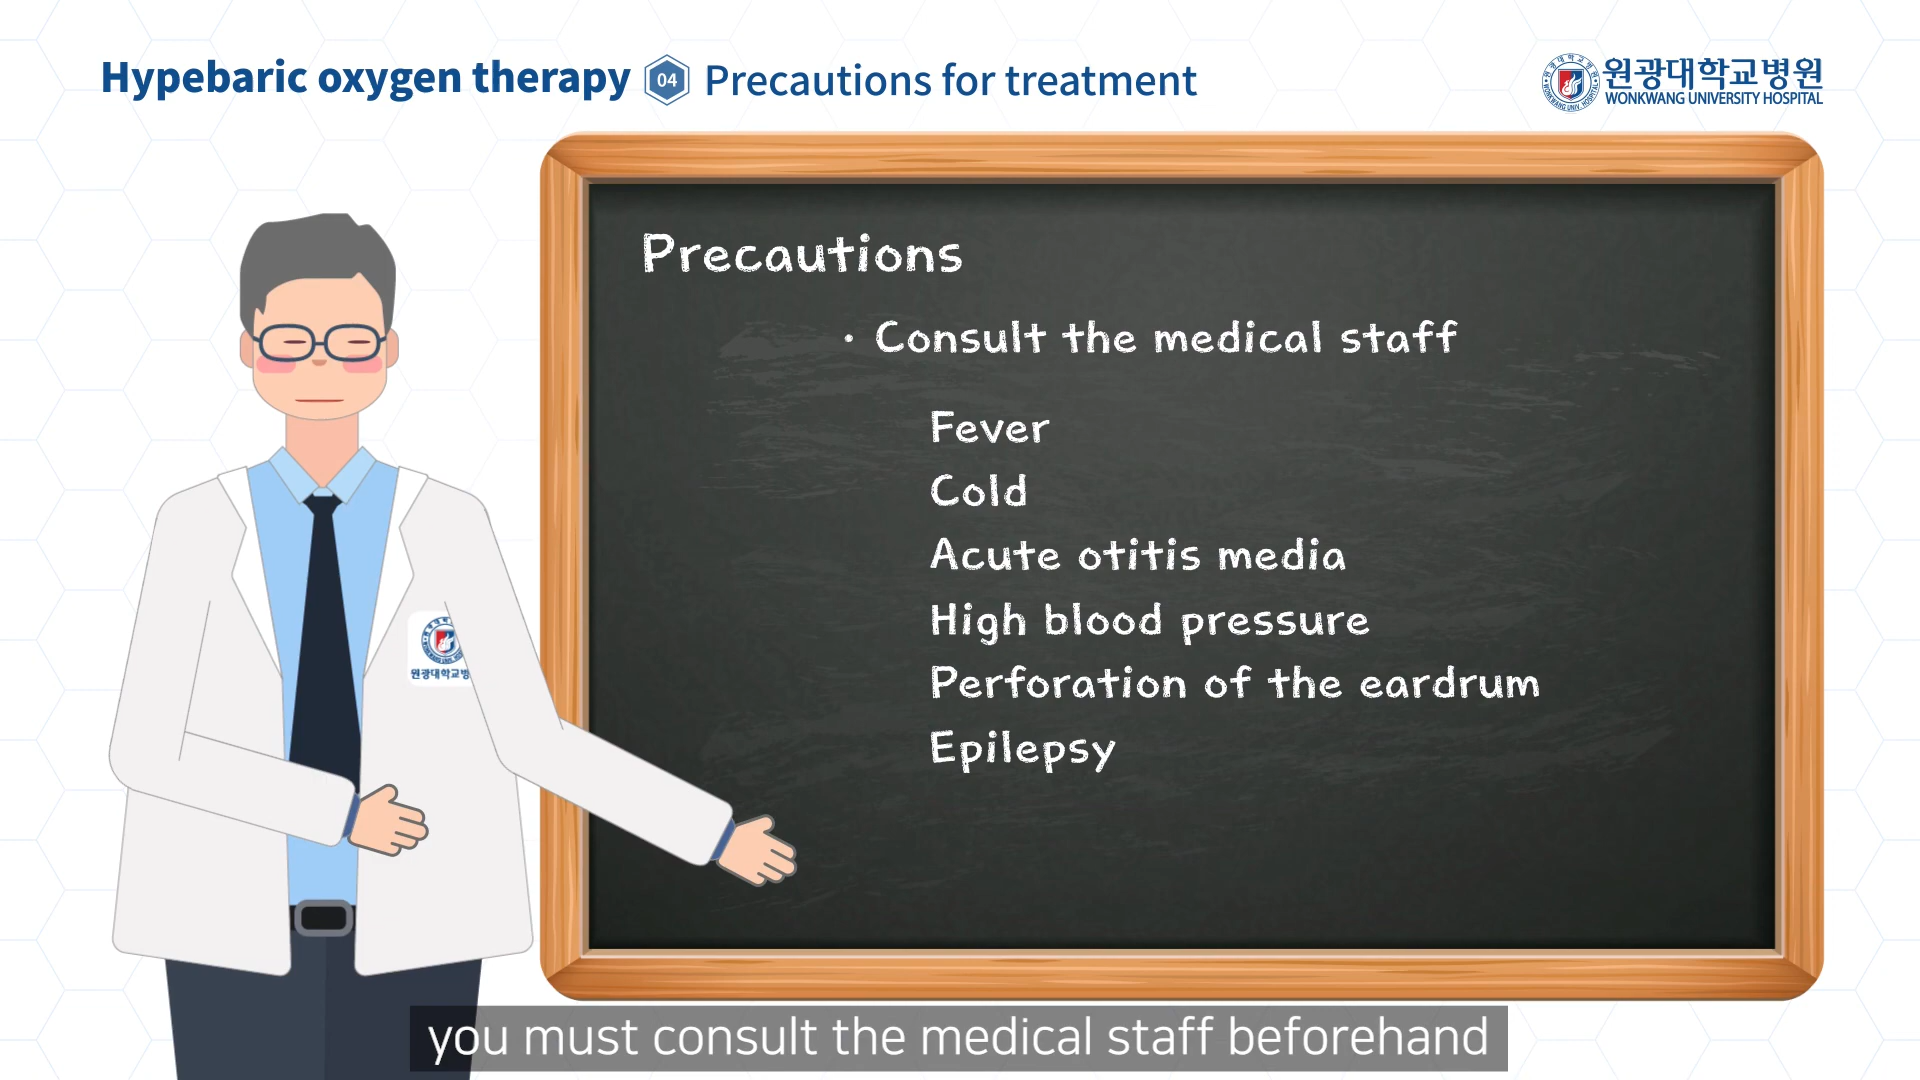 Hypebaric oxygen therapy 04 Precautions for treatment
원광대학교병원
WONKWANG UNIVERSITY HOSPITAL
Precautions
• Consult the medical staff
Fever
Cold
Acute otitis media
High blood pressure
Perforation of the eardrum
Epilepsy
원광대학교병
you must consult the medical staff beforehand